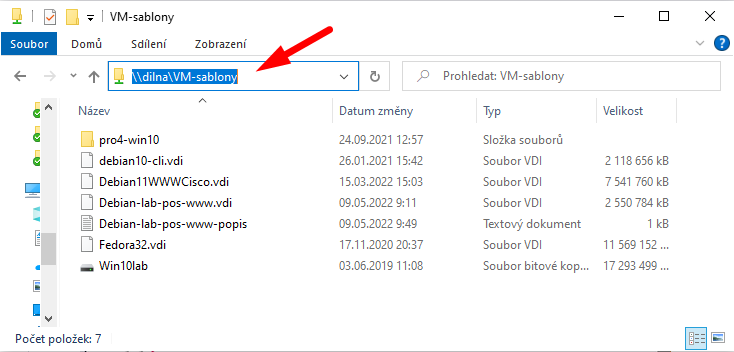 VM-sablony
Soubor Domů Sdílení Zobrazení
\\dilna\VM-sablony Prohledat: VM-sablony
Název Datum změny Typ Velikost
pro4-win10 24.09.2021 12:57 Složka souborů
debian10-cli.vdi 26.01.2021 15:42 Soubor VDI 2 118 656 kB
Debian11WWWCisco.vdi 15.03.2022 15:03 Soubor VDI 7 541 760 kB
Debian-lab-pos-www.vdi 09.05.2022 9:11 Soubor VDI 2 550 784 kB
Debian-lab-pos-www-popis 09.05.2022 9:49 Textový dokument 1 kB
Fedora32.vdi 17.11.2020 20:37 Soubor VDI 11 569 152 ...
Win10lab 03.06.2019 11:08 Soubor bitové kop... 17 293 499 ...
Počet položek: 7